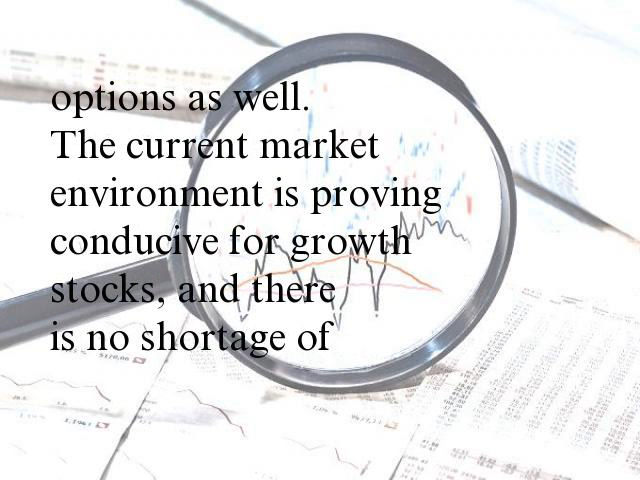 options as well.
The current market
environment is proving
conducive for growth
stocks, and there
is no shortage of